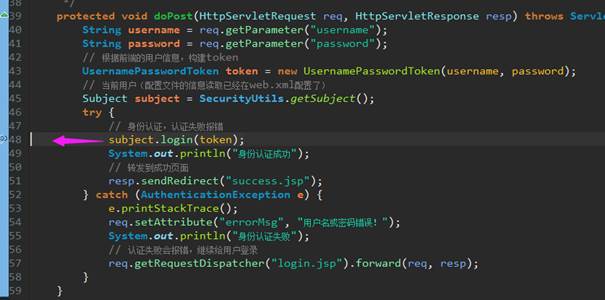 38 */
39 protected void doPost(HttpServletRequest req, HttpServletResponse resp) throws Servle
40 String username = req.getParameter("username");
41 String password = req.getParameter("password");
42 // 根据前端的用户信息，构建token
43 UsernamePasswordToken token = new UsernamePasswordToken(username, password);
44 // 当前用户（配置文件的信息读取已经在web.xml配置了）
45 Subject subject = SecurityUtils.getSubject();
46 try {
47 // 身份认证，认证失败报错
48 subject.login(token);
49 System.out.println("身份认证成功");
50 // 转发到成功页面
51 resp.sendRedirect("success.jsp");
52 } catch (AuthenticationException e) {
53 e.printStackTrace();
54 req.setAttribute("errorMsg", "用户名或密码错误！");
55 System.out.println("身份认证失败");
56 // 认证失败会报错，继续给用户登录
57 req.getRequestDispatcher("login.jsp").forward(req, resp);
58 }
59 }